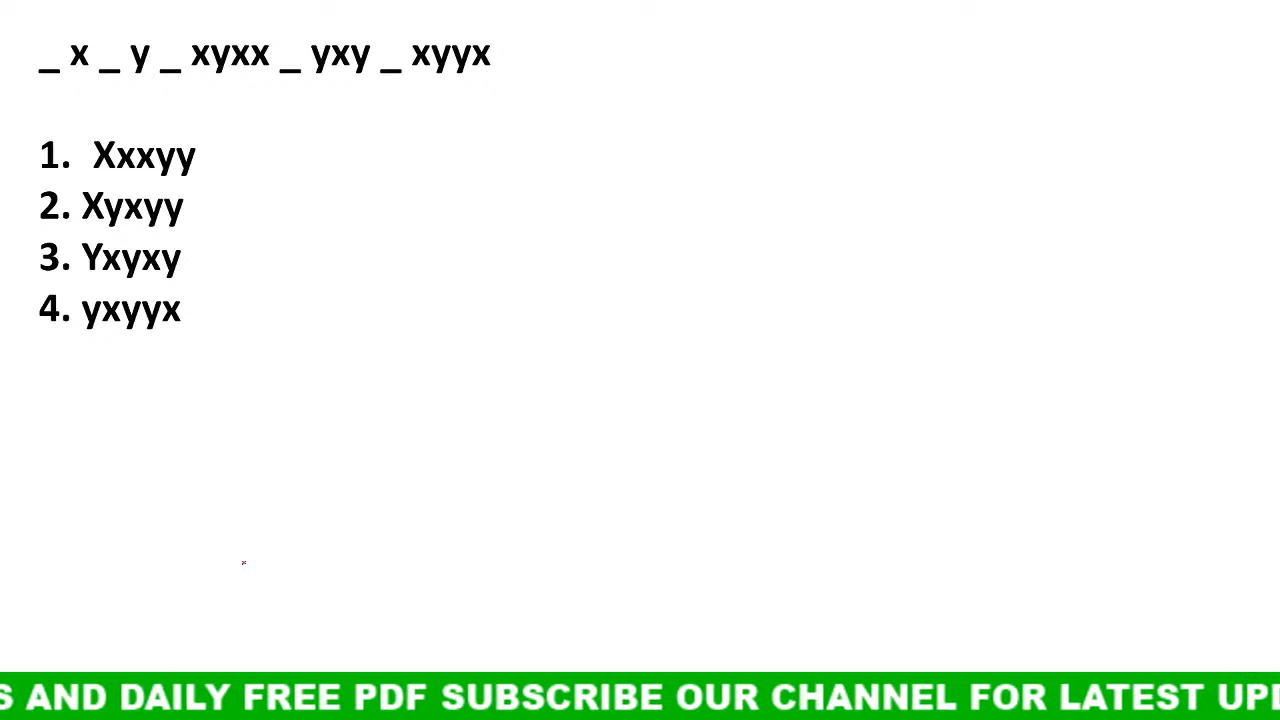 _ x _ y _ xyxx _ yxy _ xyyx
1. Xxxyy
2. Xyxyy
3. Yxyxy
4. yxyyx
S AND DAILY FREE PDF SUBSCRIBE OUR CHANNEL FOR LATEST